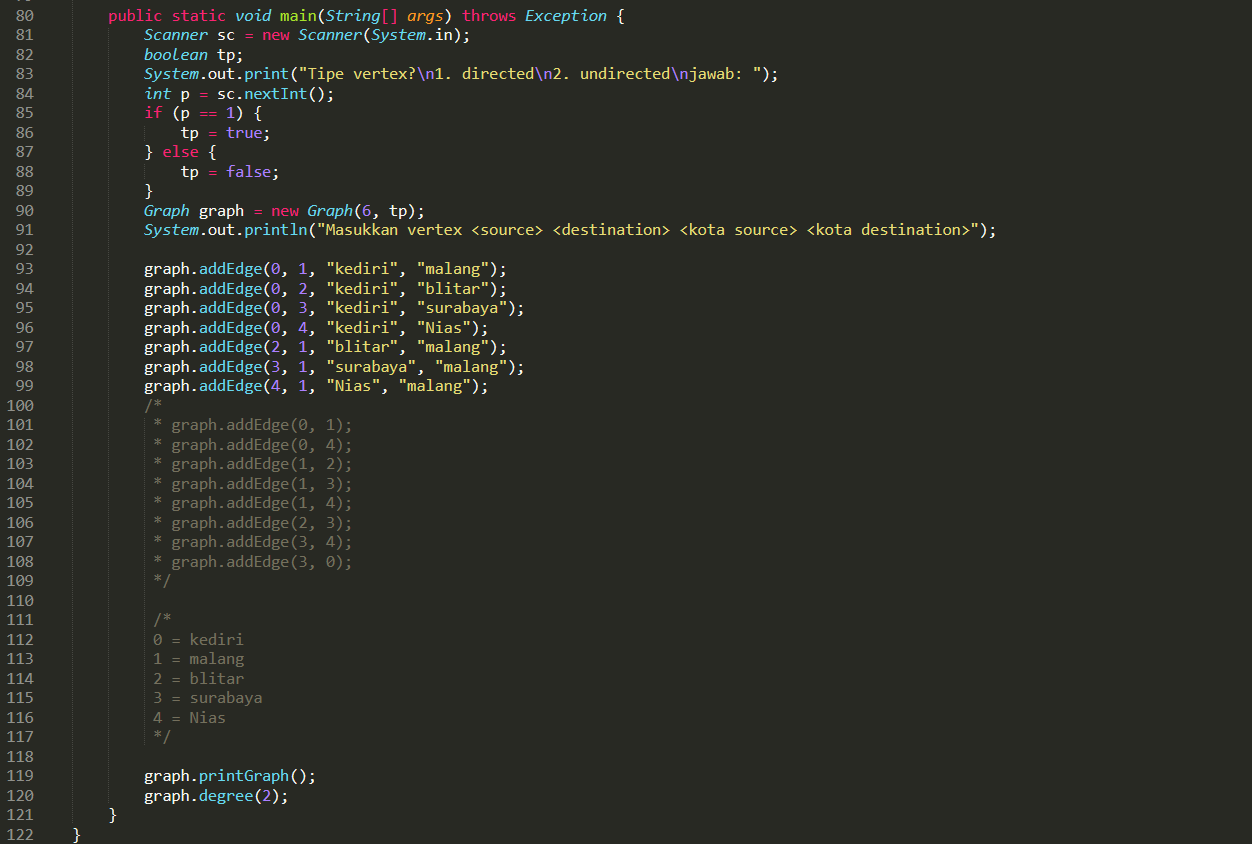 80 public static void main(String[] args) throws Exception {
81 Scanner sc = new Scanner(System.in);
82 boolean tp;
83 System.out.print("Tipe vertex?\n1. directed\n2. undirected\njawab: ");
84 int p = sc.nextInt();
85 if (p == 1) {
86 tp = true;
87 } else {
88 tp = false;
89 }
90 Graph graph = new Graph(6, tp);
91 System.out.println("Masukkan vertex <source> <destination> <kota source> <kota destination>");
92
93 graph.addEdge(0, 1, "kediri", "malang");
94 graph.addEdge(0, 2, "kediri", "blitar");
95 graph.addEdge(0, 3, "kediri", "surabaya");
96 graph.addEdge(0, 4, "kediri", "Nias");
97 graph.addEdge(2, 1, "blitar", "malang");
98 graph.addEdge(3, 1, "surabaya", "malang");
99 graph.addEdge(4, 1, "Nias", "malang");
100 /*
101 * graph.addEdge(0, 1);
102 * graph.addEdge(0, 4);
103 * graph.addEdge(1, 2);
104 * graph.addEdge(1, 3);
105 * graph.addEdge(1, 4);
106 * graph.addEdge(2, 3);
107 * graph.addEdge(3, 4);
108 * graph.addEdge(3, 0);
109 */
110
111 /*
112 0 = kediri
113 1 = malang
114 2 = blitar
115 3 = surabaya
116 4 = Nias
117 */
118
119 graph.printGraph();
120 graph.degree(2);
121 }
122 }